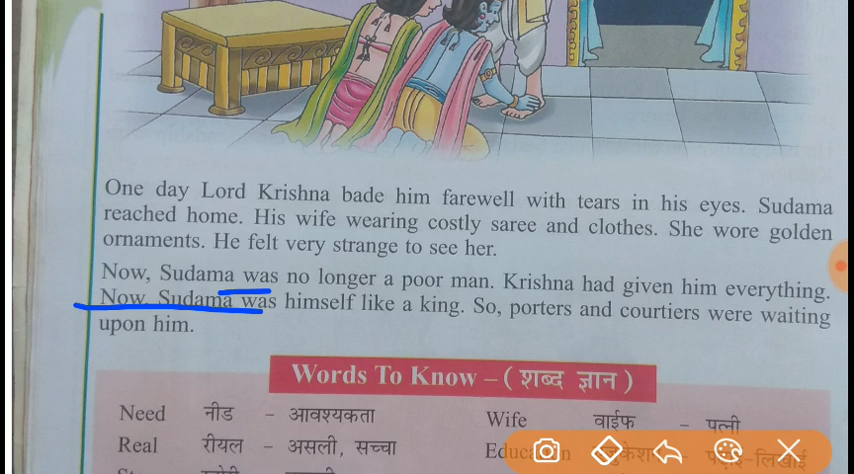 One day Lord Krishna bade him farewell with tears in his eyes. Sudama
reached home. His wife wearing costly saree and clothes. She wore golden
ornaments. He felt very strange to see her.
Now, Sudama was no longer a poor man. Krishna had given him everything.
Now, Sudama was himself like a king. So, porters and courtiers were waiting
upon him.
Words To Know – ( शब्द ज्ञान )
Need नीड – आवश्यकता
Wife वाईफ – पत्नी
Real रीयल – असली, सच्चा